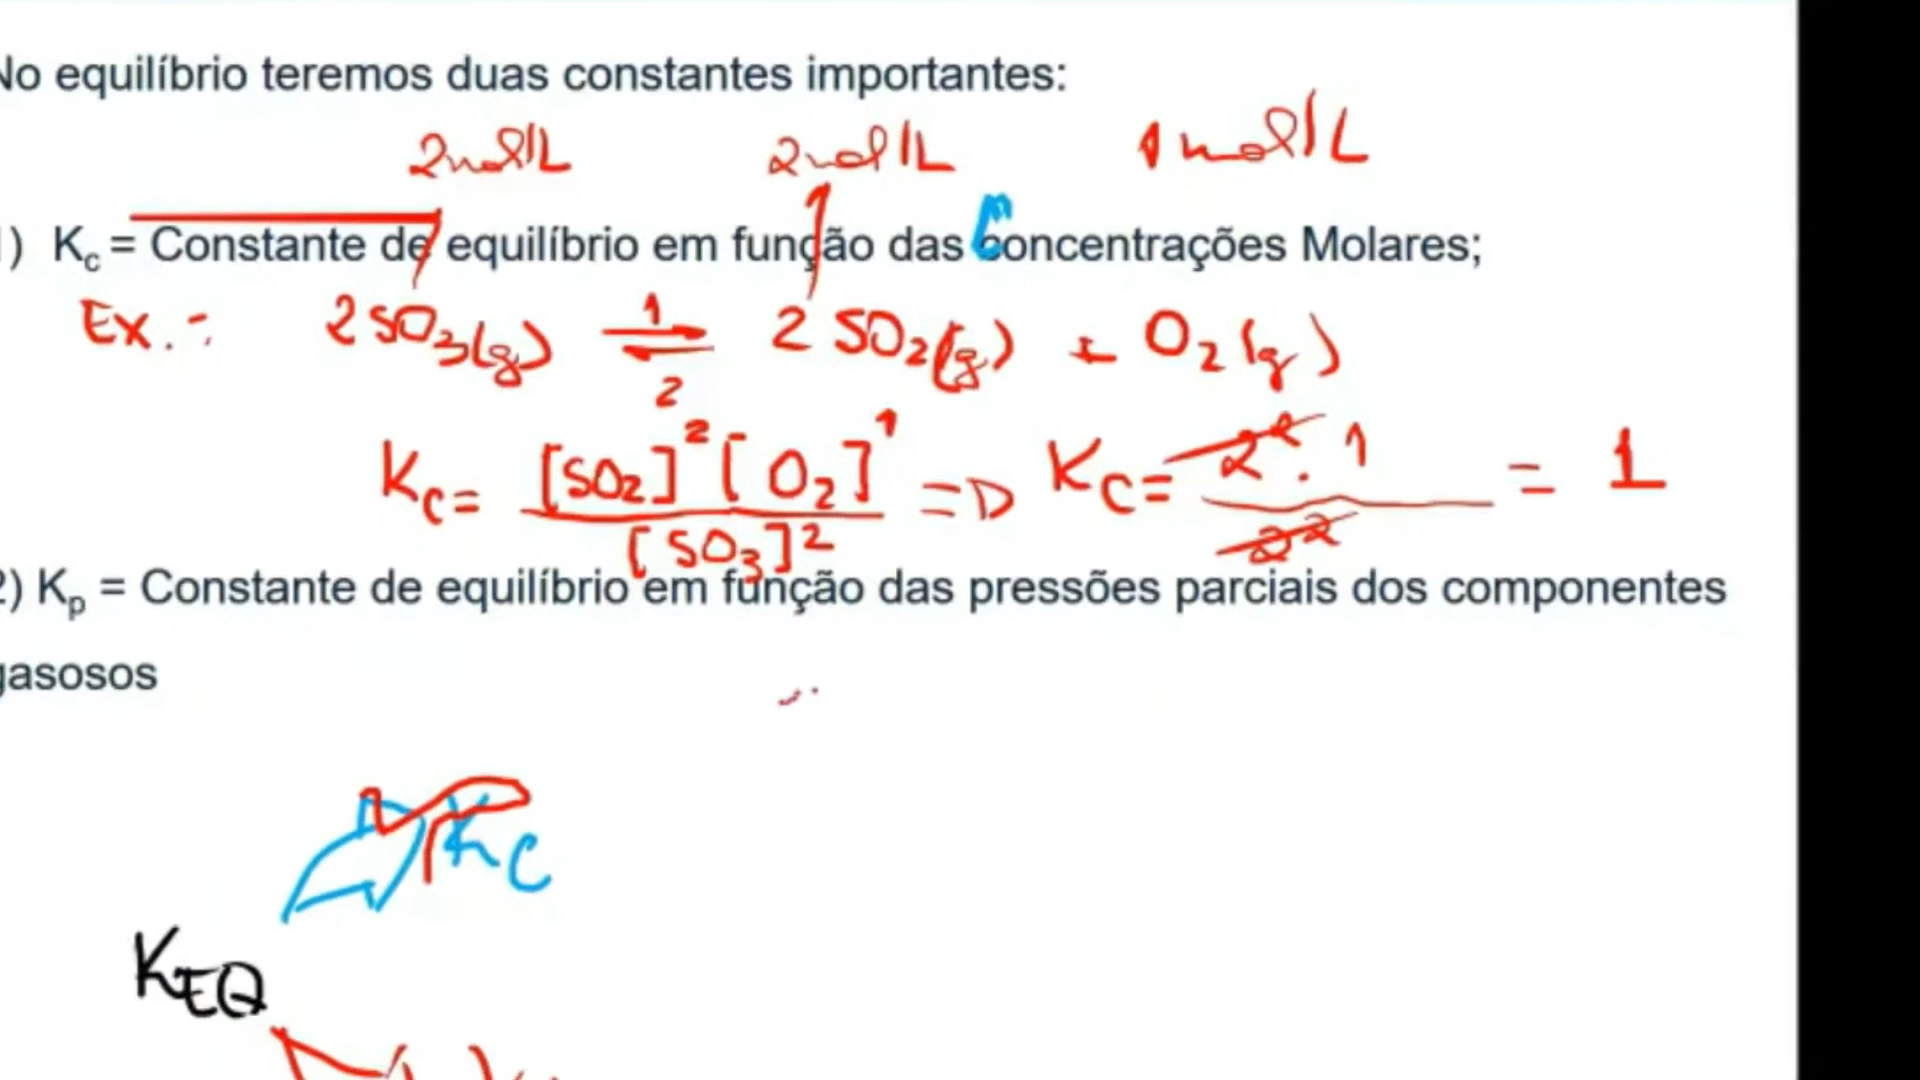 No equilíbrio teremos duas constantes importantes:
2mol/L 2mol/L 1mol/L
) Kc = Constante de equilíbrio em função das concentrações Molares;
Ex.: 2SO3(g) ⇌ 2SO2(g) + O2(g)
1
2
Kc = [SO2]²[O2]¹ / [SO3]² => Kc = 2².1 / 2² = 1
2) Kp = Constante de equilíbrio em função das pressões parciais dos componentes
gasosos
Kc
KEQ